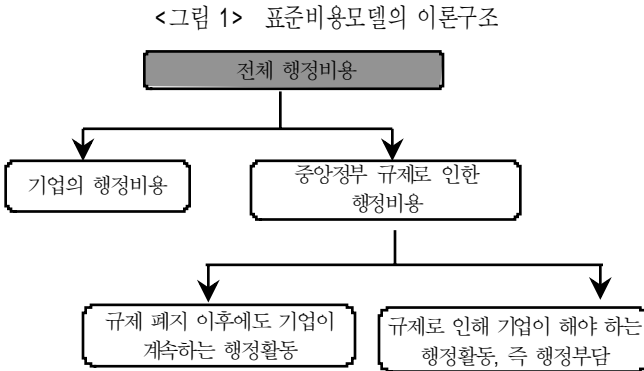 <그림 1> 표준비용모델의 이론구조
전체 행정비용
기업의 행정비용
중앙정부 규제로 인한
행정비용
규제 폐지 이후에도 기업이
계속하는 행정활동
규제로 인해 기업이 해야 하는
행정활동, 즉 행정부담